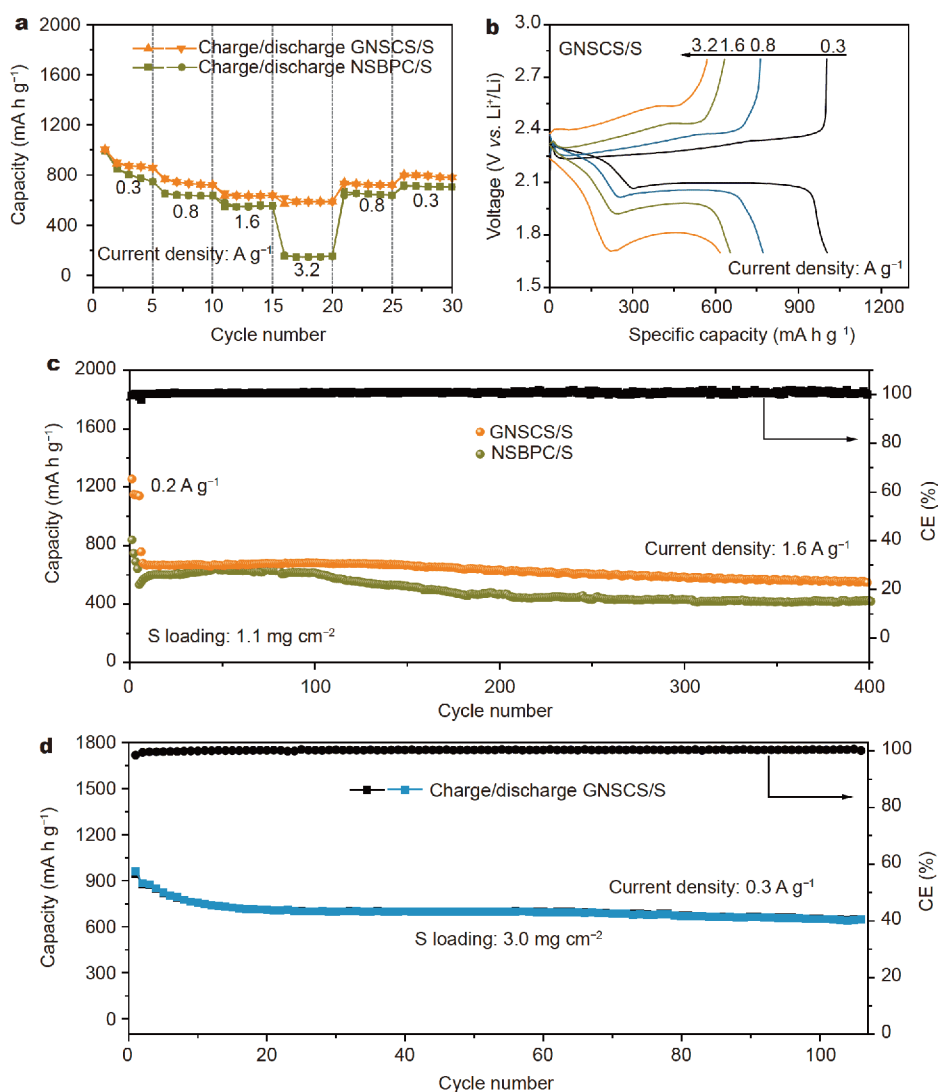 a
Charge/discharge GNSCS/S
Charge/discharge NSBPC/S
2000
1600
1200
800
400
0
Capacity (mA h g⁻¹)
0.3
0.8
1.6
3.2
0.8
0.3
Current density: A g⁻¹
0 5 10 15 20 25 30
Cycle number
b
GNSCS/S
3.2 1.6 0.8 0.3
3.0
2.7
2.4
2.1
1.8
1.5
Voltage (V vs. Li⁺/Li)
Current density: A g⁻¹
0 300 600 900 1200
Specific capacity (mA h g⁻¹)
c
2000
1600
1200
800
400
0
Capacity (mA h g⁻¹)
GNSCS/S
NSBPC/S
0.2 A g⁻¹
Current density: 1.6 A g⁻¹
S loading: 1.1 mg cm⁻²
100
80
60
40
20
0
CE (%)
0 100 200 300 400
Cycle number
d
1800
1500
1200
900
600
300
0
Capacity (mA h g⁻¹)
Charge/discharge GNSCS/S
Current density: 0.3 A g⁻¹
S loading: 3.0 mg cm⁻²
100
80
60
40
20
0
CE (%)
0 20 40 60 80 100
Cycle number